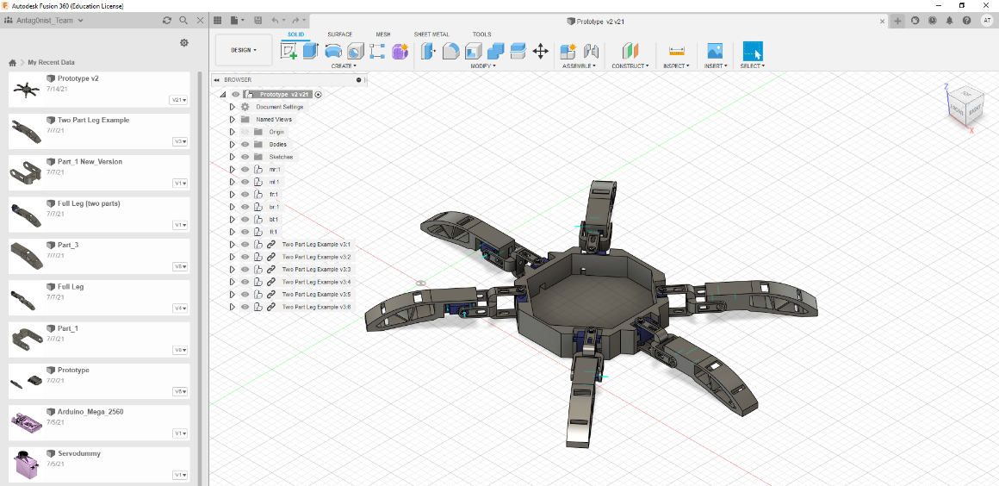 Autodesk Fusion 360 (Education License)
Antag0nist_Team
Prototype v2 v21
AT
My Recent Data
Prototype v2
7/14/21
V21
Two Part Leg Example
7/7/21
V3
Part_1 New_Version
7/7/21
V1
Full Leg (two parts)
7/7/21
V1
Part_3
7/7/21
Full Leg
7/7/21
V4
Part_1
7/7/21
Prototype
7/2/21
Arduino_Mega_2560
7/5/21
V1
Servodummy
7/5/21
V1
SOLID
SURFACE
MESH
SHEET METAL
TOOLS
DESIGN
CREATE
MODIFY
ASSEMBLE
CONSTRUCT
INSPECT
INSERT
SELECT
BROWSER
Prototype v2 v21
Document Settings
Named Views
Origin
Bodies
Sketches
mr:1
ml:1
fr:1
br:1
bl:1
fl:1
Two Part Leg Example v3:1
Two Part Leg Example v3:2
Two Part Leg Example v3:3
Two Part Leg Example v3:4
Two Part Leg Example v3:5
Two Part Leg Example v3:6
Z
TOP
FRONT
RIGHT
X